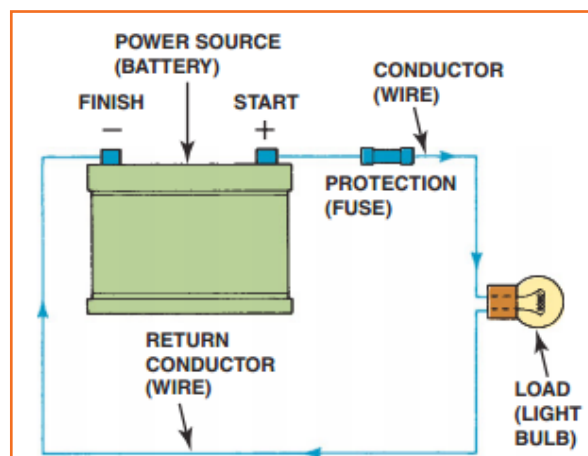 POWER SOURCE
(BATTERY)
FINISH
START
−
+
CONDUCTOR
(WIRE)
PROTECTION
(FUSE)
RETURN
CONDUCTOR
(WIRE)
LOAD
(LIGHT
BULB)